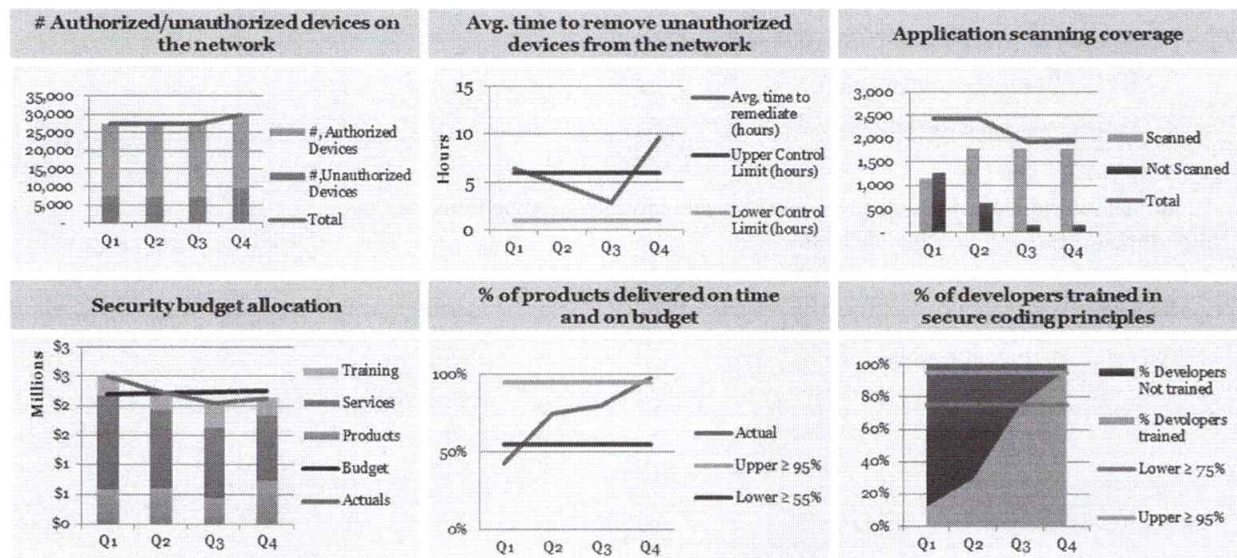 # Authorized/unauthorized devices on
the network
35,000
30,000
25,000
20,000
15,000
10,000
5,000
-
Q1 Q2 Q3 Q4
#, Authorized
Devices
#,Unauthorized
Devices
Total
Avg. time to remove unauthorized
devices from the network
Hours
15
10
5
0
Q1 Q2 Q3 Q4
Avg. time to
remediate
(hours)
Upper Control
Limit (hours)
Lower Control
Limit (hours)
Application scanning coverage
3,000
2,500
2,000
1,500
1,000
500
-
Q1 Q2 Q3 Q4
Scanned
Not Scanned
Total
Security budget allocation
Millions
$3
$3
$2
$2
$1
$1
$0
Q1 Q2 Q3 Q4
Training
Services
Products
Budget
Actuals
% of products delivered on time
and on budget
100%
50%
0%
Q1 Q2 Q3 Q4
Actual
Upper ≥ 95%
Lower ≥ 55%
% of developers trained in
secure coding principles
100%
80%
60%
40%
20%
0%
Q1 Q2 Q3 Q4
% Developers
Not trained
% Devolopers
trained
Lower ≥ 75%
Upper ≥ 95%